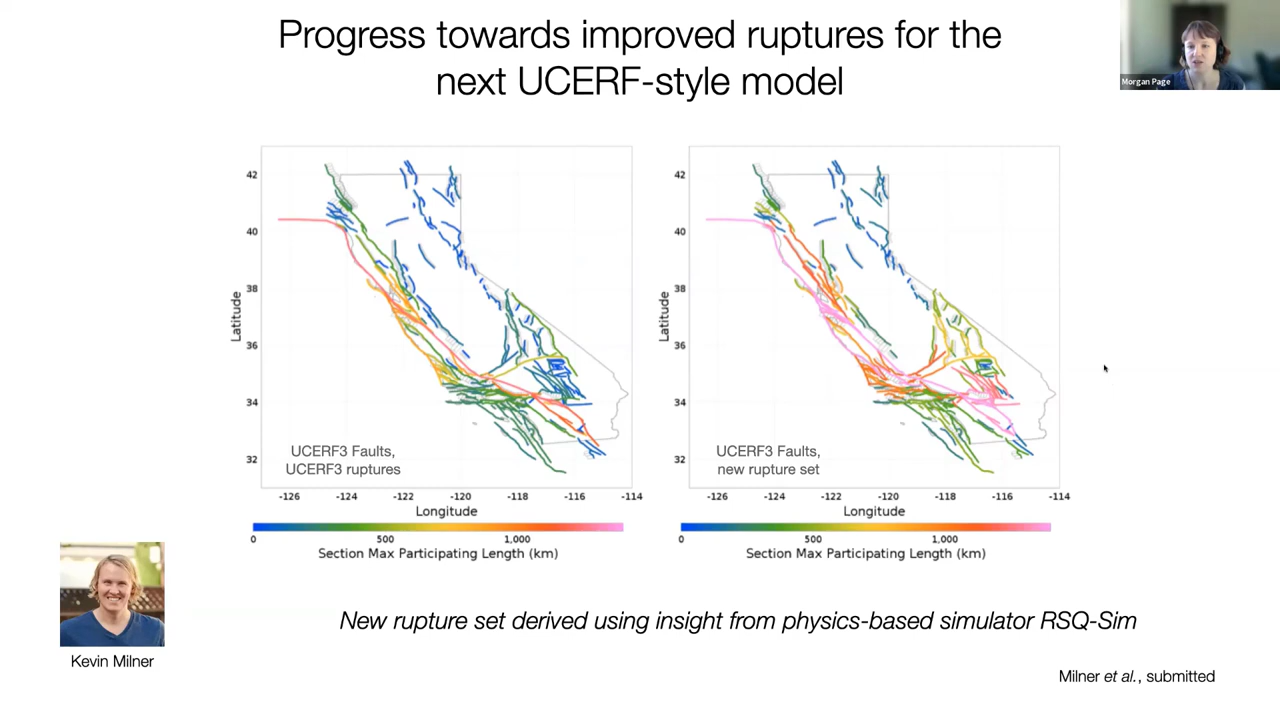 Progress towards improved ruptures for the
next UCERF-style model
Morgan Page
42
40
38
36
34
32
Latitude
UCERF3 Faults,
UCERF3 ruptures
-126 -124 -122 -120 -118 -116 -114
Longitude
0 500 1,000
Section Max Participating Length (km)
42
40
38
36
34
32
Latitude
UCERF3 Faults,
new rupture set
-126 -124 -122 -120 -118 -116 -114
Longitude
0 500 1,000
Section Max Participating Length (km)
New rupture set derived using insight from physics-based simulator RSQ-Sim
Kevin Milner
Milner et al., submitted